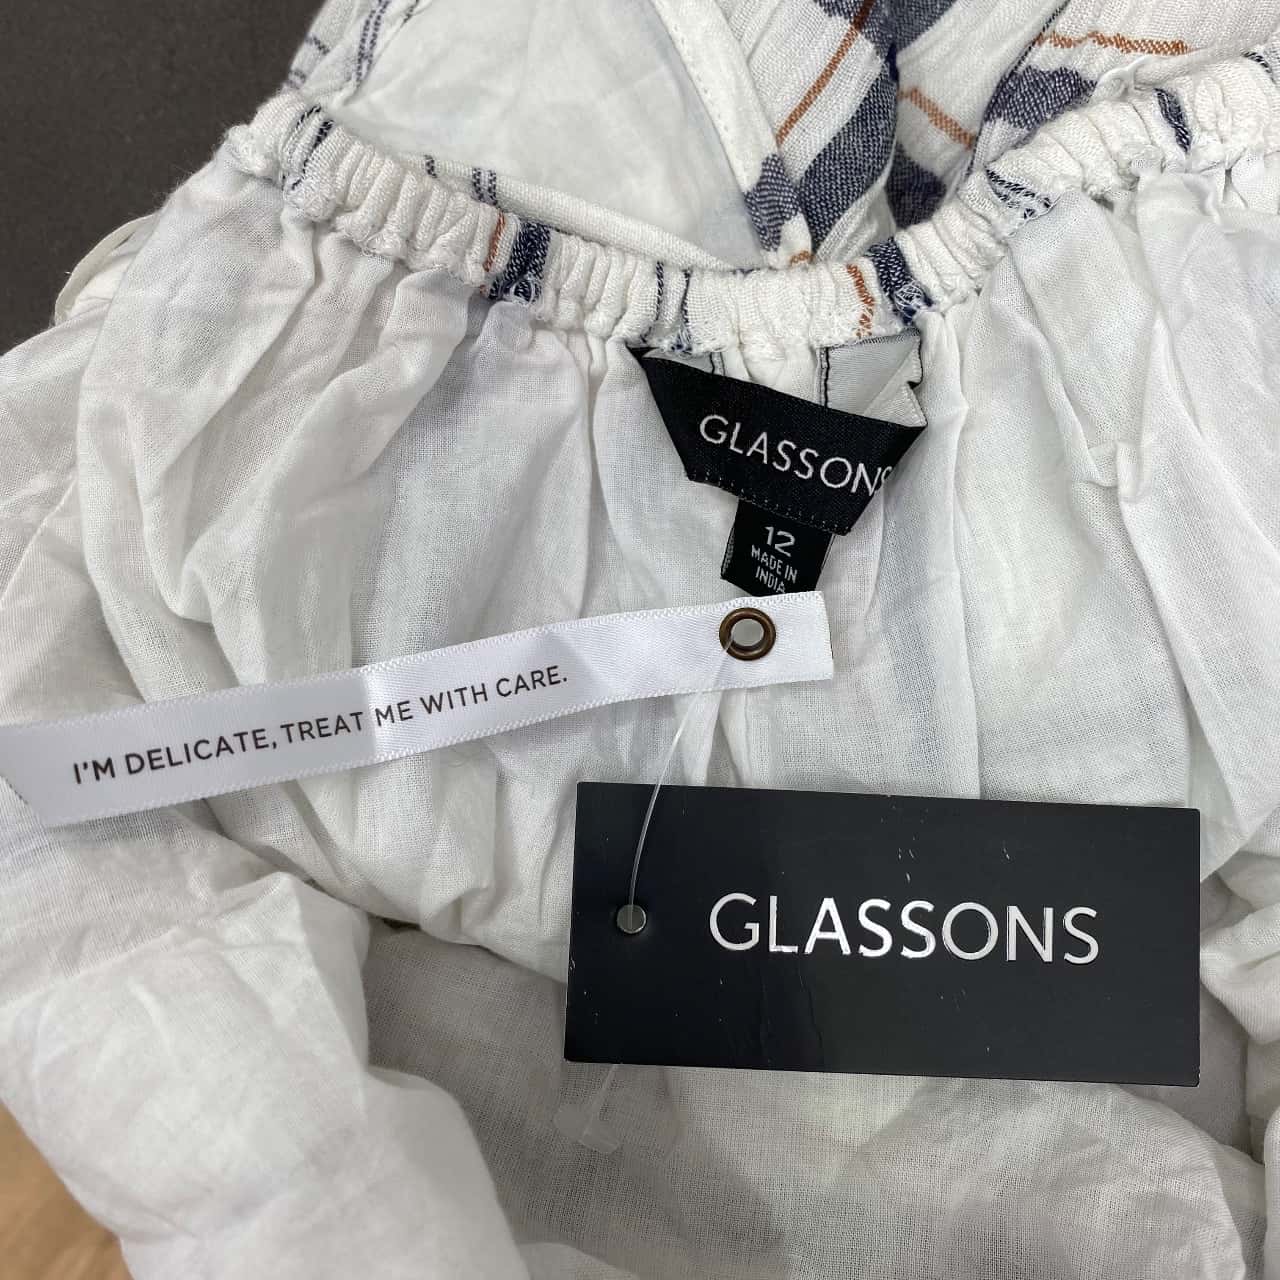 GLASSONS
12
MADE IN
INDIA
I'M DELICATE, TREAT ME WITH CARE.
GLASSONS